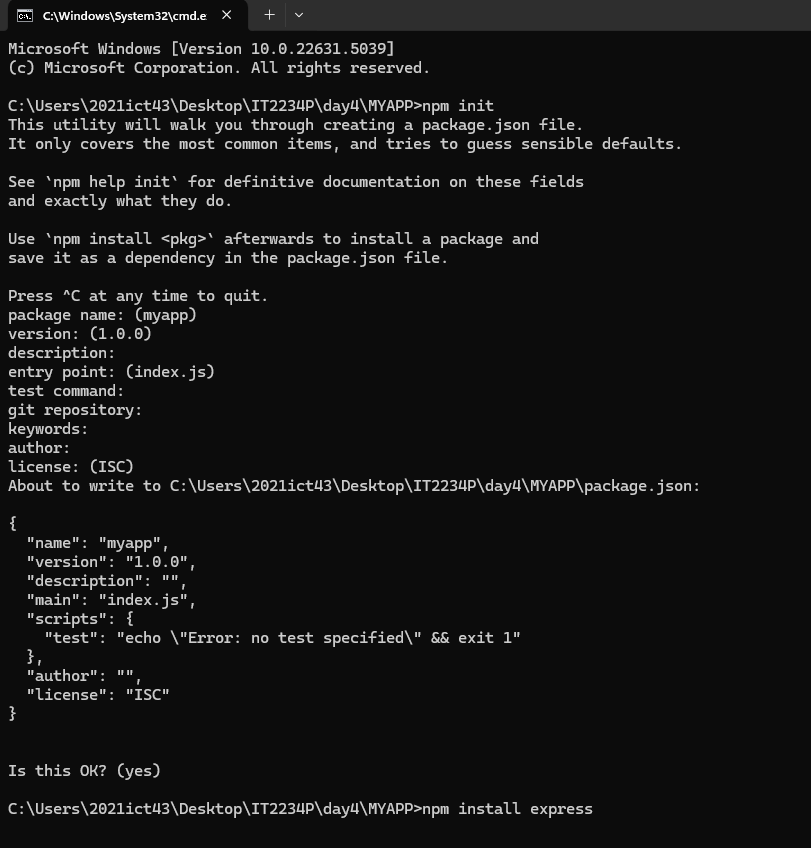 C:\Windows\System32\cmd.e
Microsoft Windows [Version 10.0.22631.5039]
(c) Microsoft Corporation. All rights reserved.
C:\Users\2021ict43\Desktop\IT2234P\day4\MYAPP>npm init
This utility will walk you through creating a package.json file.
It only covers the most common items, and tries to guess sensible defaults.
See `npm help init` for definitive documentation on these fields
and exactly what they do.
Use `npm install <pkg>` afterwards to install a package and
save it as a dependency in the package.json file.
Press ^C at any time to quit.
package name: (myapp)
version: (1.0.0)
description:
entry point: (index.js)
test command:
git repository:
keywords:
author:
license: (ISC)
About to write to C:\Users\2021ict43\Desktop\IT2234P\day4\MYAPP\package.json:
{
  "name": "myapp",
  "version": "1.0.0",
  "description": "",
  "main": "index.js",
  "scripts": {
    "test": "echo \"Error: no test specified\" && exit 1"
  },
  "author": "",
  "license": "ISC"
}
Is this OK? (yes)
C:\Users\2021ict43\Desktop\IT2234P\day4\MYAPP>npm install express